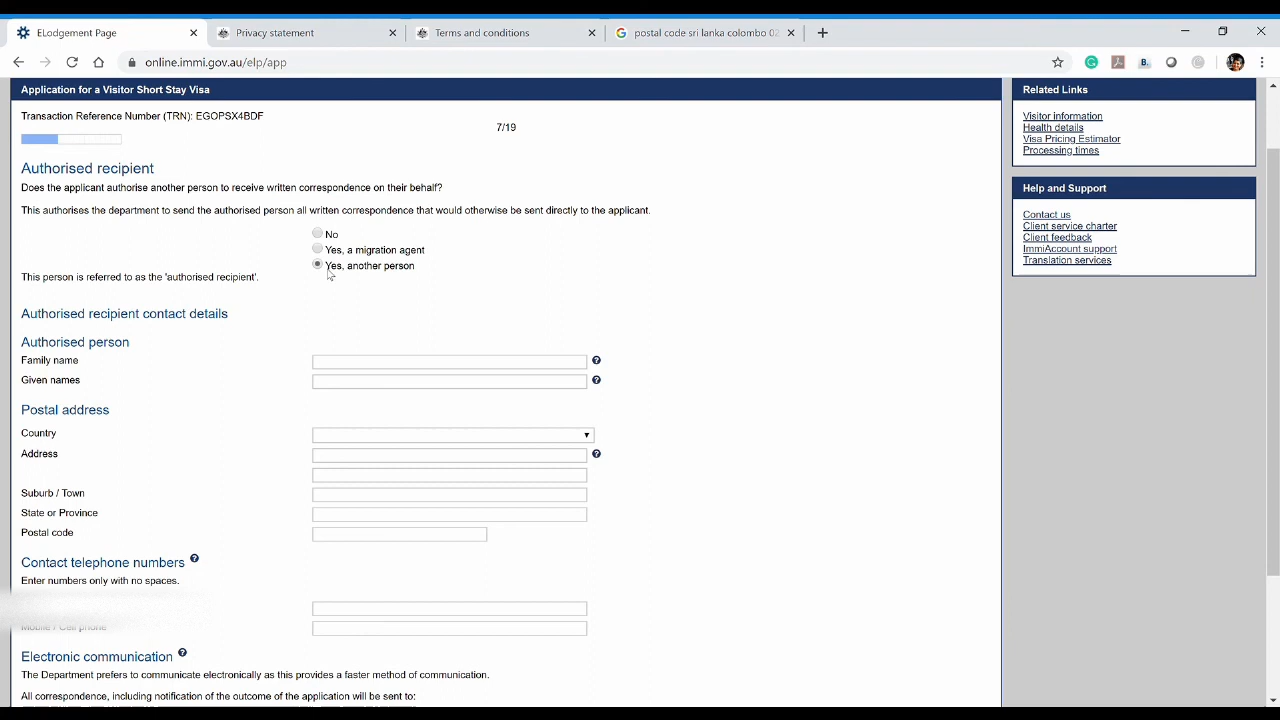 ELodgement Page
Privacy statement
Terms and conditions
postal code sri lanka colombo 02
online.immi.gov.au/elp/app
Application for a Visitor Short Stay Visa
Transaction Reference Number (TRN): EGOPSX4BDF
7/19
Authorised recipient
Does the applicant authorise another person to receive written correspondence on their behalf?
This authorises the department to send the authorised person all written correspondence that would otherwise be sent directly to the applicant.
No
Yes, a migration agent
Yes, another person
This person is referred to as the 'authorised recipient'.
Authorised recipient contact details
Authorised person
Family name
Given names
Postal address
Country
Address
Suburb / Town
State or Province
Postal code
Contact telephone numbers
Enter numbers only with no spaces.
Mobile / Cell phone
Electronic communication
The Department prefers to communicate electronically as this provides a faster method of communication.
All correspondence, including notification of the outcome of the application will be sent to:
Related Links
Visitor information
Health details
Visa Pricing Estimator
Processing times
Help and Support
Contact us
Client service charter
Client feedback
ImmiAccount support
Translation services